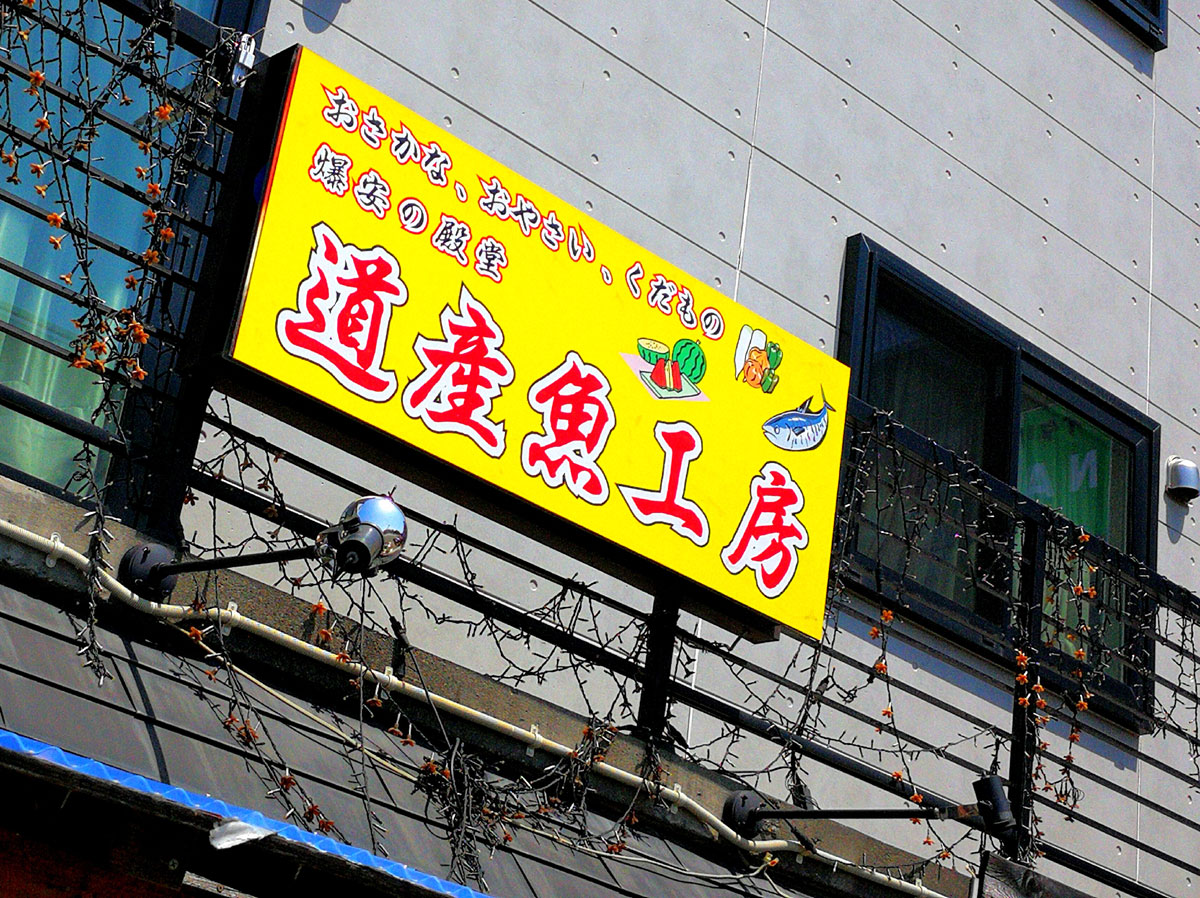 おさかな、おやさい、くだもの
爆安の殿堂
道産魚工房